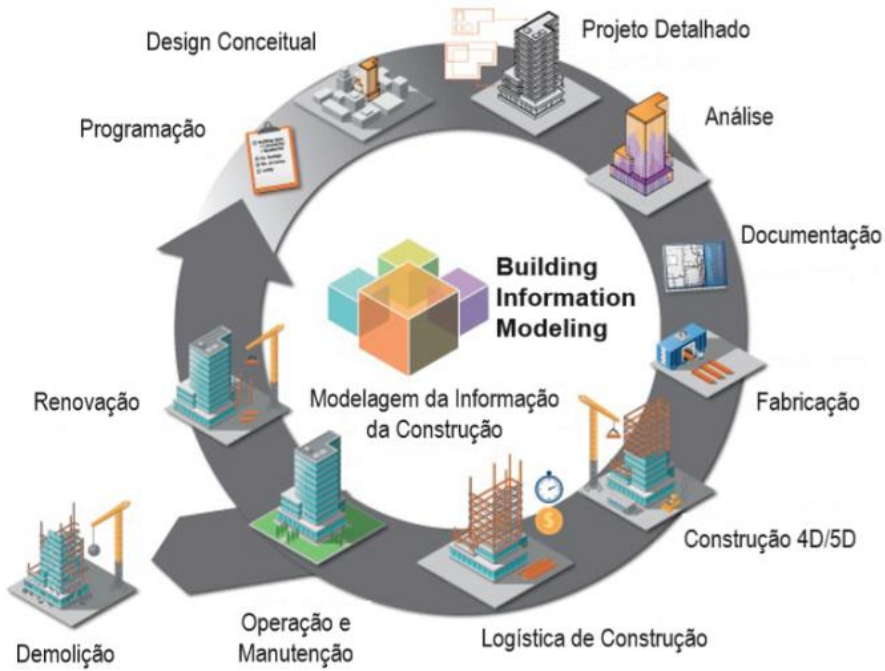 Design Conceitual
Projeto Detalhado
Programação
Análise
Documentação
Building
Information
Modeling
Modelagem da Informação
da Construção
Renovação
Fabricação
Construção 4D/5D
Logística de Construção
Operação e
Manutenção
Demolição
$